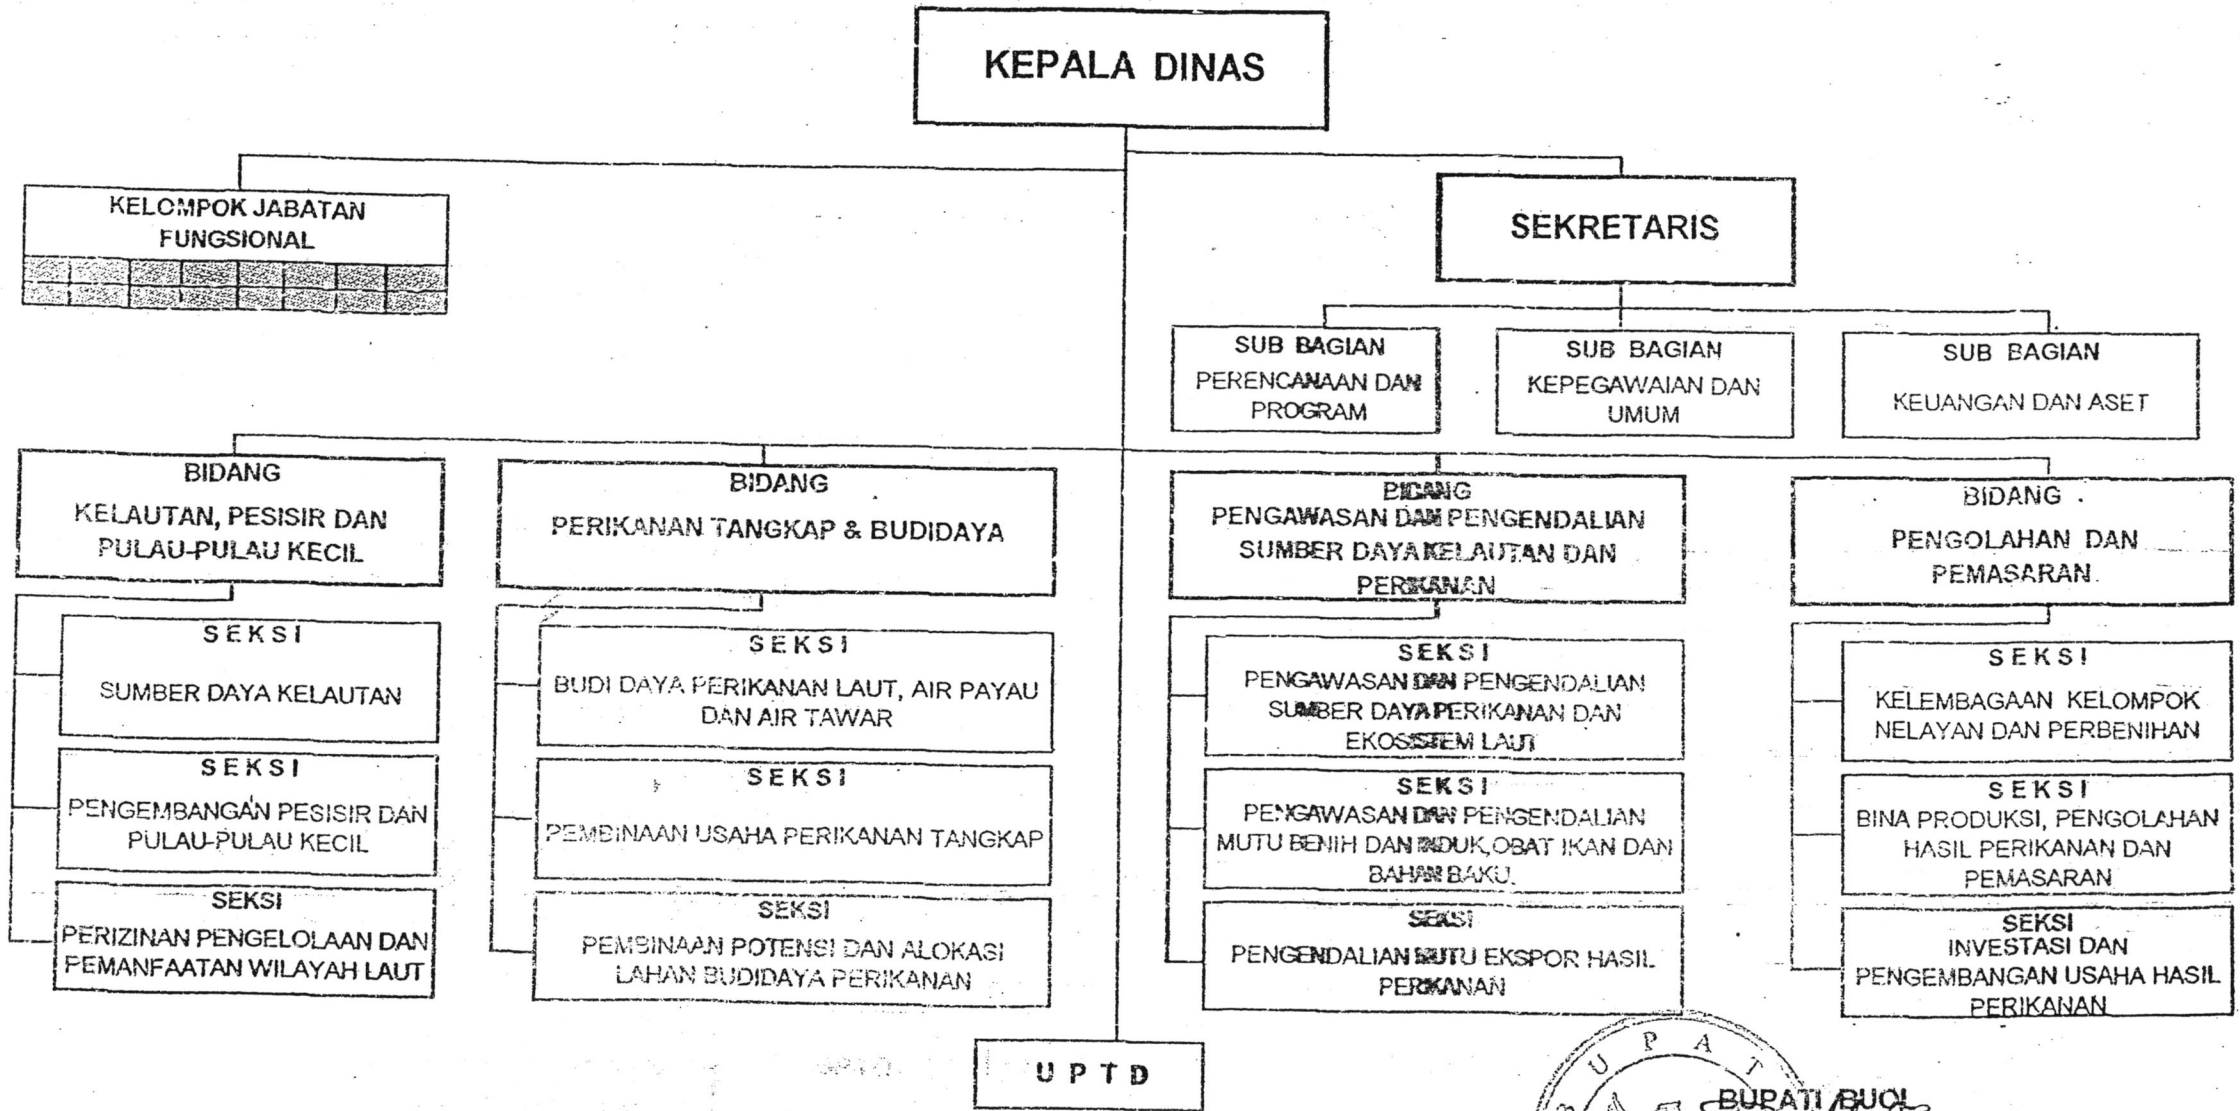 KEPALA DINAS
KELOMPOK JABATAN
FUNGSIONAL
SEKRETARIS
SUB BAGIAN
PERENCANAAN DAN
PROGRAM
SUB BAGIAN
KEPEGAWAIAN DAN
UMUM
SUB BAGIAN
KEUANGAN DAN ASET
BIDANG
KELAUTAN, PESISIR DAN
PULAU-PULAU KECIL
BIDANG
PERIKANAN TANGKAP & BUDIDAYA
BIDANG
PENGAWASAN DAN PENGENDALIAN
SUMBER DAYA KELAUTAN DAN
PERIKANAN
BIDANG
PENGOLAHAN DAN
PEMASARAN
SEKSI
SUMBER DAYA KELAUTAN
SEKSI
PENGEMBANGAN PESISIR DAN
PULAU-PULAU KECIL
SEKSI
PERIZINAN PENGELOLAAN DAN
PEMANFAATAN WILAYAH LAUT
SEKSI
BUDI DAYA PERIKANAN LAUT, AIR PAYAU
DAN AIR TAWAR
SEKSI
PEMBINAAN USAHA PERIKANAN TANGKAP
SEKSI
PEMBINAAN POTENSI DAN ALOKASI
LAHAN BUDIDAYA PERIKANAN
SEKSI
PENGAWASAN DAN PENGENDALIAN
SUMBER DAYA PERIKANAN DAN
EKOSISTEM LAUT
SEKSI
PENGAWASAN DAN PENGENDALIAN
MUTU BENIH DAN INDUK,OBAT IKAN DAN
BAHAN BAKU.
SEKSI
PENGENDALIAN MUTU EKSPOR HASIL
PERIKANAN
SEKSI
KELEMBAGAAN KELOMPOK
NELAYAN DAN PERBENIHAN
SEKSI
BINA PRODUKSI, PENGOLAHAN
HASIL PERIKANAN DAN
PEMASARAN
SEKSI
INVESTASI DAN
PENGEMBANGAN USAHA HASIL
PERIKANAN
UPTD
UPAT
BUPATI BUOL